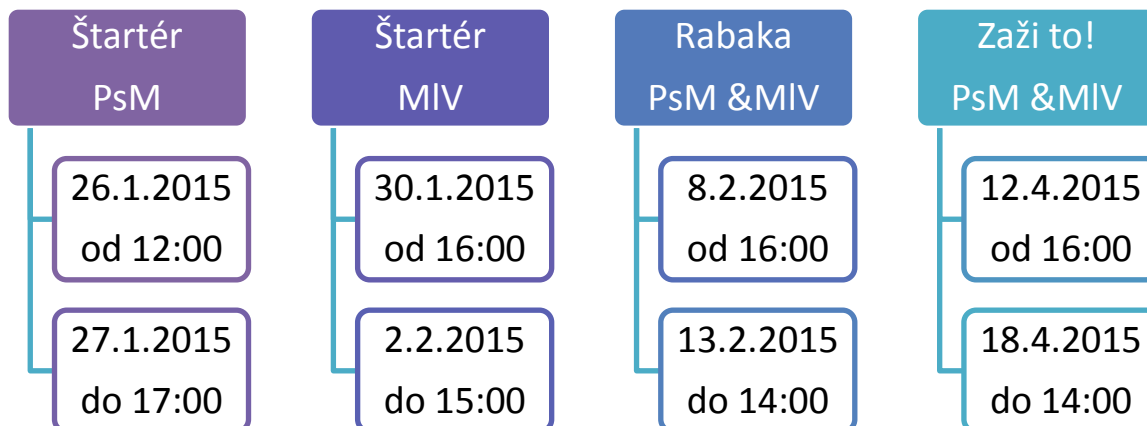 Štartér
PsM
26.1.2015
od 12:00
27.1.2015
do 17:00
Štartér
MlV
30.1.2015
od 16:00
2.2.2015
do 15:00
Rabaka
PsM &MlV
8.2.2015
od 16:00
13.2.2015
do 14:00
Zaži to!
PsM &MlV
12.4.2015
od 16:00
18.4.2015
do 14:00